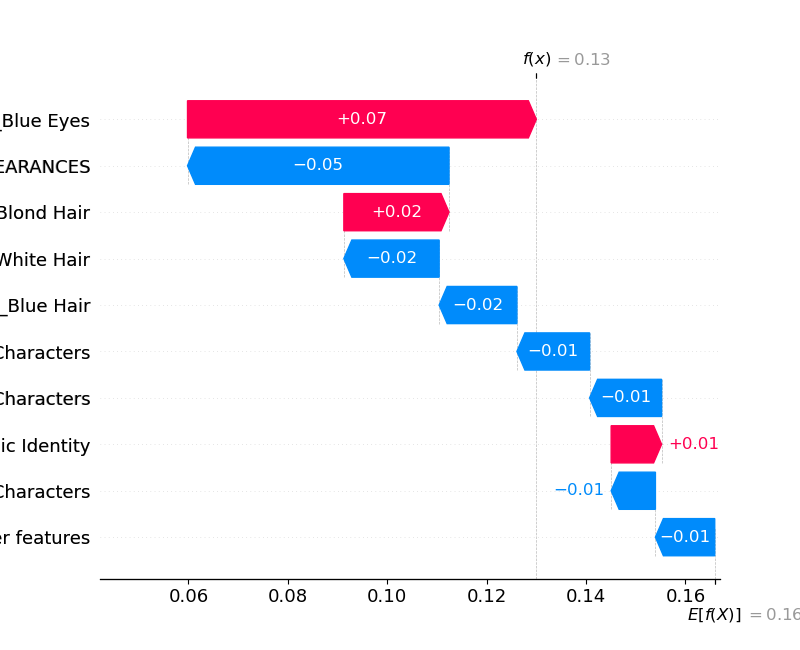 f(x) = 0.13
_Blue Eyes
+0.07
EARANCES
−0.05
Blond Hair
+0.02
White Hair
−0.02
_Blue Hair
−0.02
Characters
−0.01
Characters
−0.01
ic Identity
+0.01
Characters
−0.01
er features
−0.01
0.06 0.08 0.10 0.12 0.14 0.16
E[f(X)] = 0.16